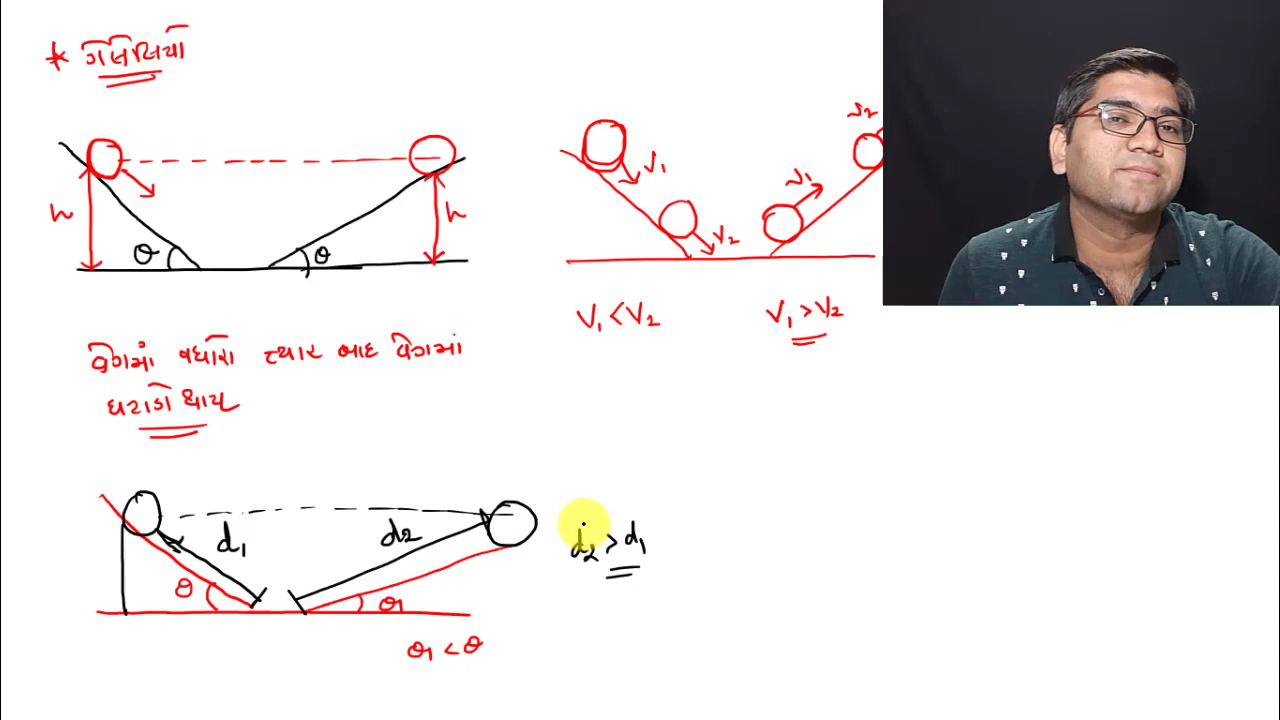 * ગેલેલિયો
h
h
θ
θ
V₁
V₂
V₁
V₂
V₁ < V₂
V₁ > V₂
વેગમાં વધારો ત્યાર બાદ વેગમાં
ઘટાડો થાય
d₁
d₂
d₂ > d₁
θ
θ₁
θ₁ < θ